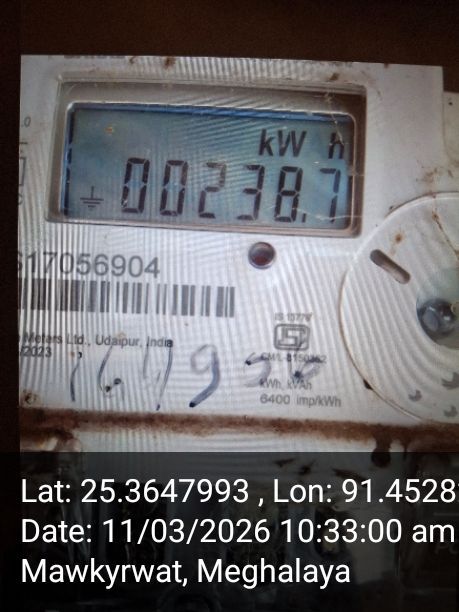 kW h
00238.7
17056904
Meters Ltd., Udaipur, India
/2023
IS 13779
kWh, kVAh
6400 imp/kWh
Lat: 25.3647993 , Lon: 91.4528
Date: 11/03/2026 10:33:00 am
Mawkyrwat, Meghalaya